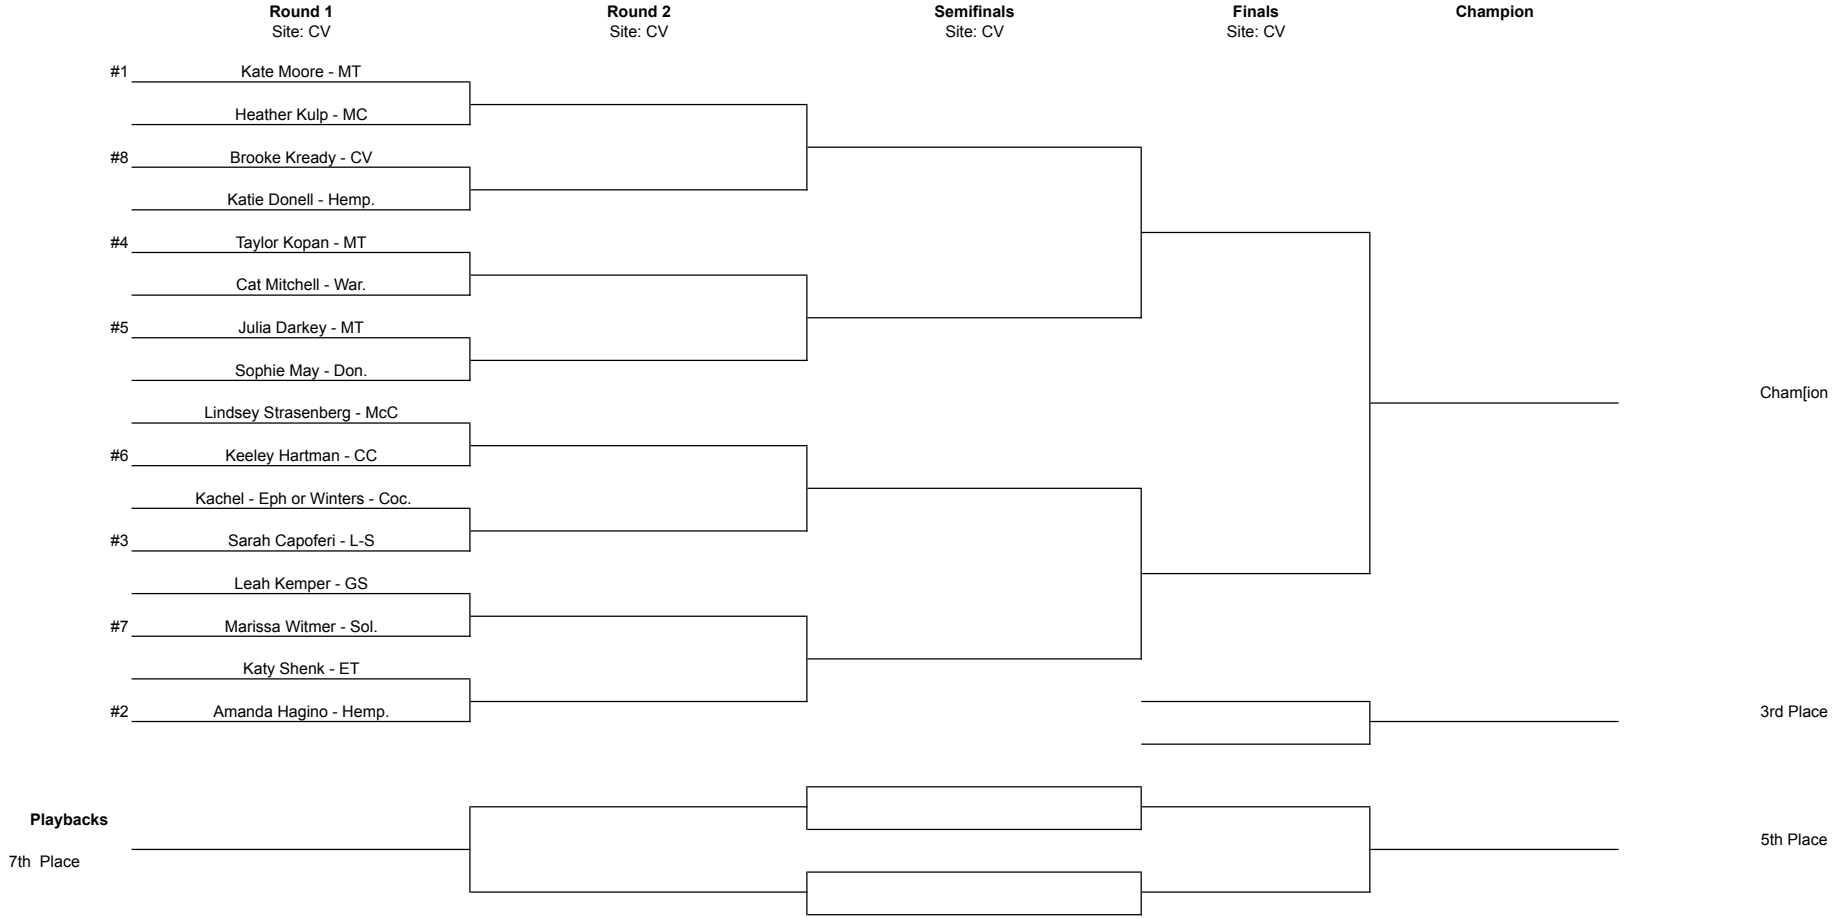 Round 1 Round 2 Semifinals Finals Champion
Site: CV Site: CV Site: CV Site: CV
#1 Kate Moore - MT
Heather Kulp - MC
#8 Brooke Kready - CV
Katie Donell - Hemp.
#4 Taylor Kopan - MT
Cat Mitchell - War.
#5 Julia Darkey - MT
Sophie May - Don.
Cham[ion
Lindsey Strasenberg - McC
#6 Keeley Hartman - CC
Kachel - Eph or Winters - Coc.
#3 Sarah Capoferi - L-S
Leah Kemper - GS
#7 Marissa Witmer - Sol.
Katy Shenk - ET
#2 Amanda Hagino - Hemp. 3rd Place
Playbacks
5th Place
7th Place